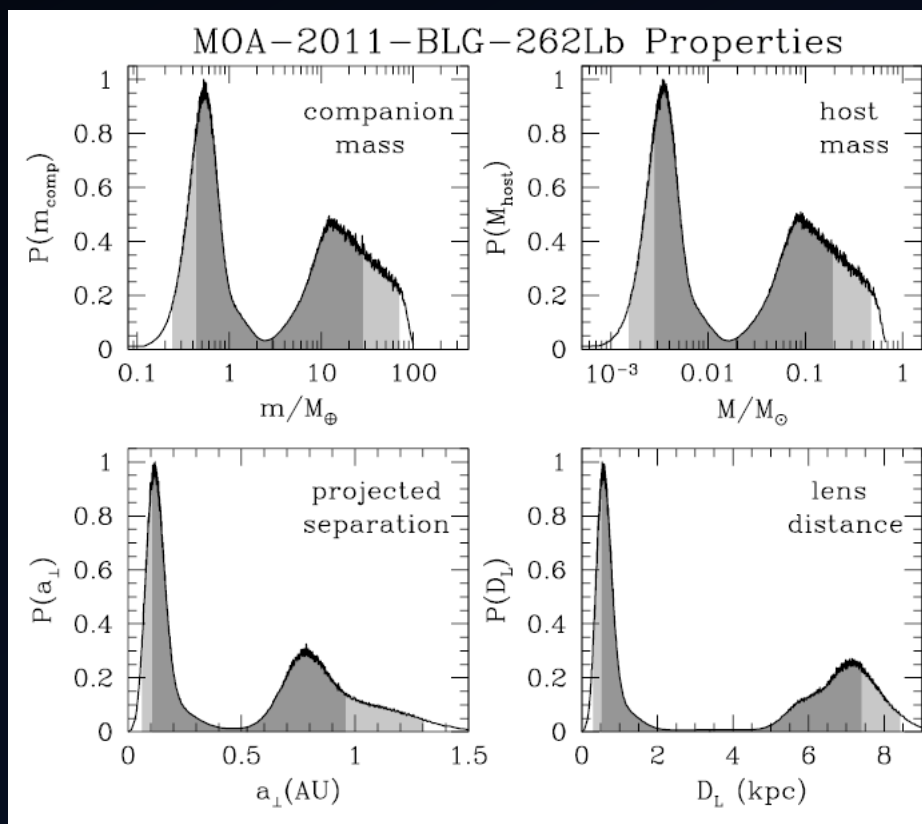 MOA-2011-BLG-262Lb Properties
companion
mass
P(m_comp)
1
0.8
0.6
0.4
0.2
0
0.1
1
10
100
m/M⊕
host
mass
P(M_host)
1
0.8
0.6
0.4
0.2
0
10⁻³
0.01
0.1
1
M/M⊙
projected
separation
P(a⊥)
1
0.8
0.6
0.4
0.2
0
0
0.5
1
1.5
a⊥(AU)
lens
distance
P(D_L)
1
0.8
0.6
0.4
0.2
0
0
2
4
6
8
D_L (kpc)